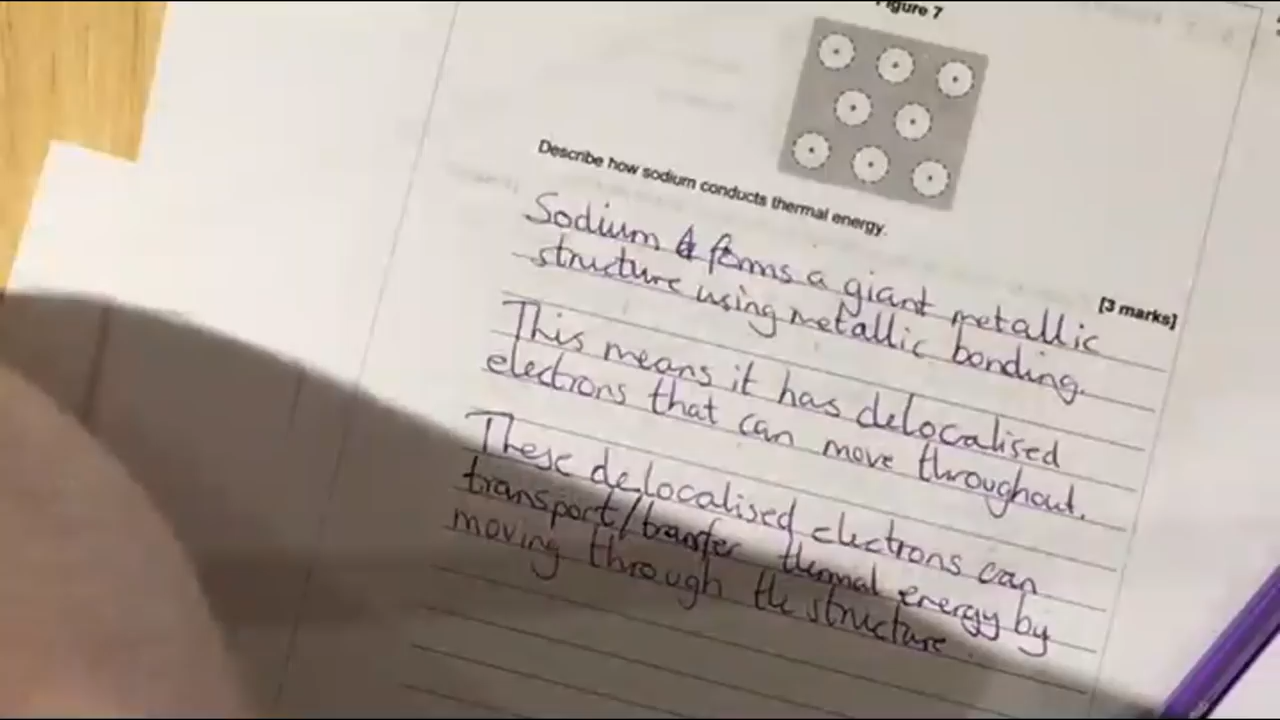 Figure 7
Describe how sodium conducts thermal energy.
[3 marks]
Sodium forms a giant metallic
structure using metallic bonding.
This means it has delocalised
electrons that can move throughout.
These delocalised electrons can
transport/transfer thermal energy by
moving through the structure.